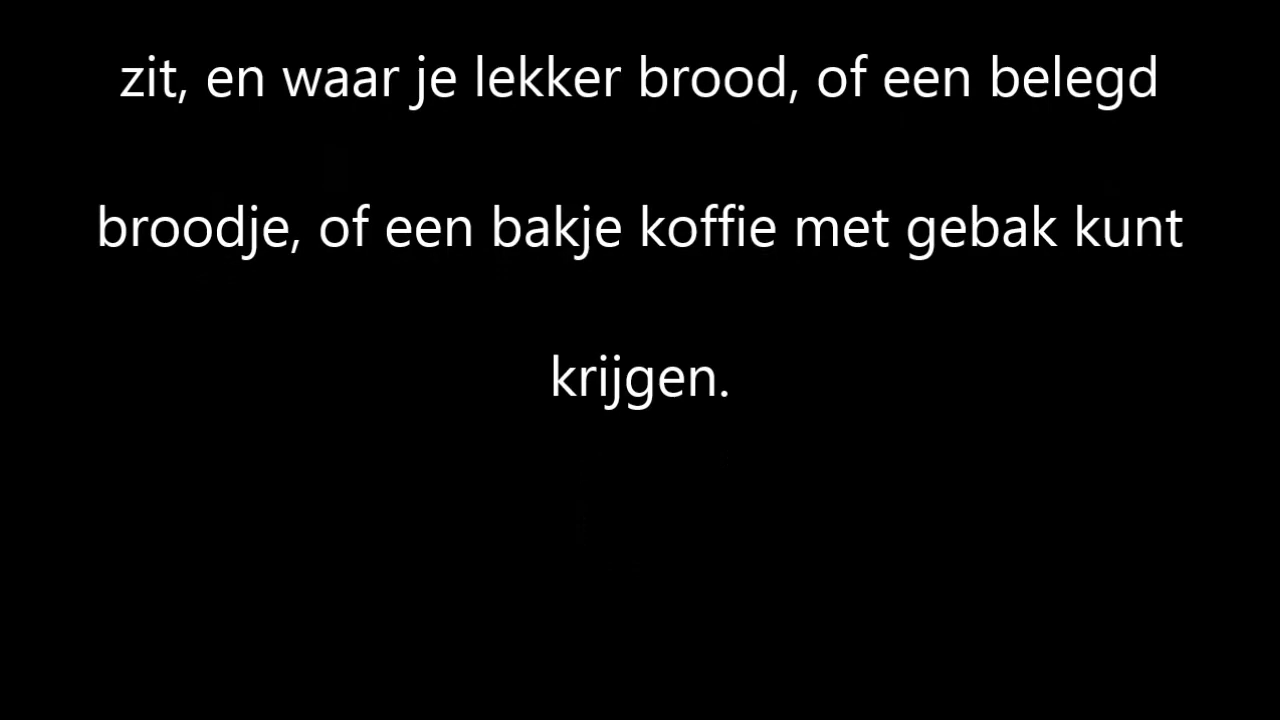 zit, en waar je lekker brood, of een belegd
broodje, of een bakje koffie met gebak kunt
krijgen.